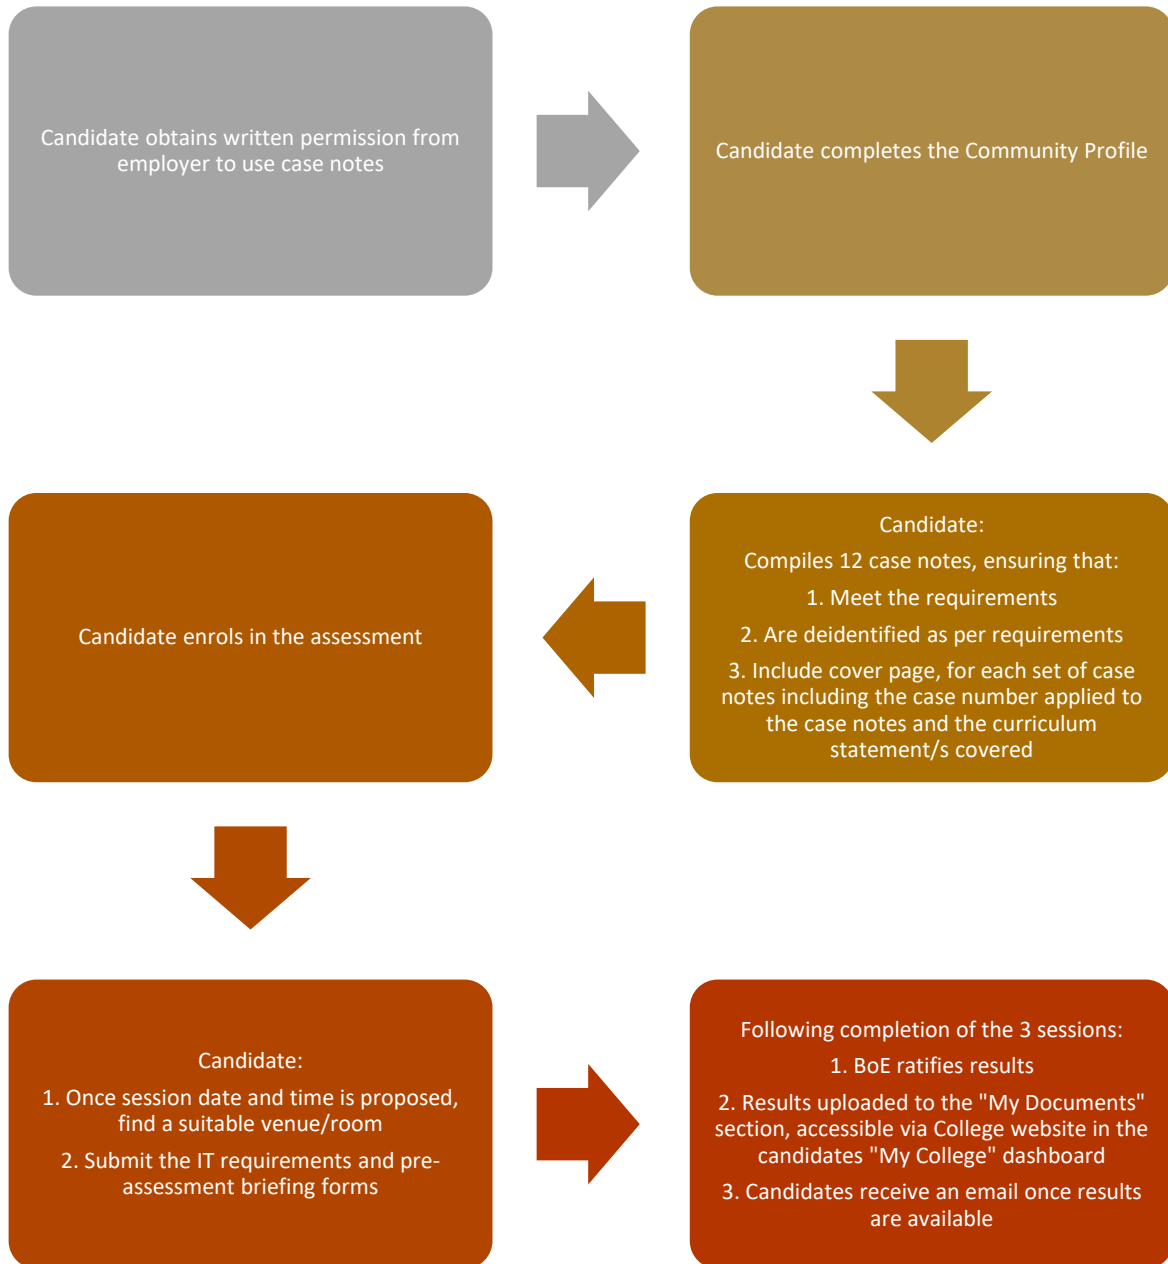 Candidate obtains written permission from
employer to use case notes
Candidate completes the Community Profile
Candidate:
Compiles 12 case notes, ensuring that:
1. Meet the requirements
2. Are deidentified as per requirements
3. Include cover page, for each set of case
notes including the case number applied to
the case notes and the curriculum
statement/s covered
Candidate enrols in the assessment
Candidate:
1. Once session date and time is proposed,
find a suitable venue/room
2. Submit the IT requirements and pre-
assessment briefing forms
Following completion of the 3 sessions:
1. BoE ratifies results
2. Results uploaded to the "My Documents"
section, accessible via College website in the
candidates "My College" dashboard
3. Candidates receive an email once results
are available